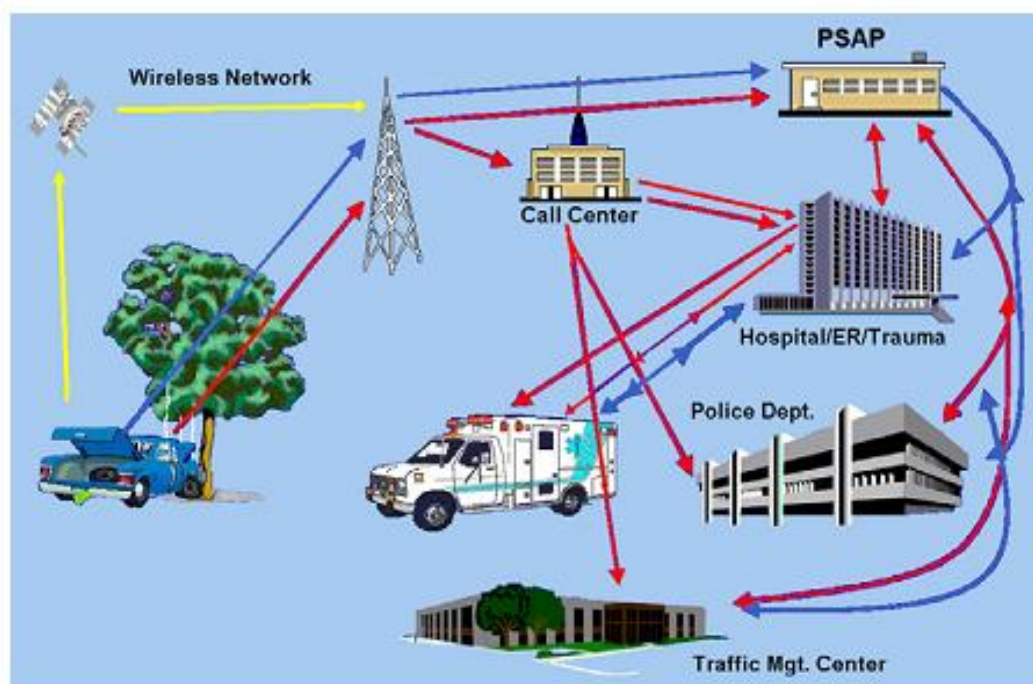 PSAP
Wireless Network
Call Center
Hospital/ER/Trauma
Police Dept.
Traffic Mgt. Center